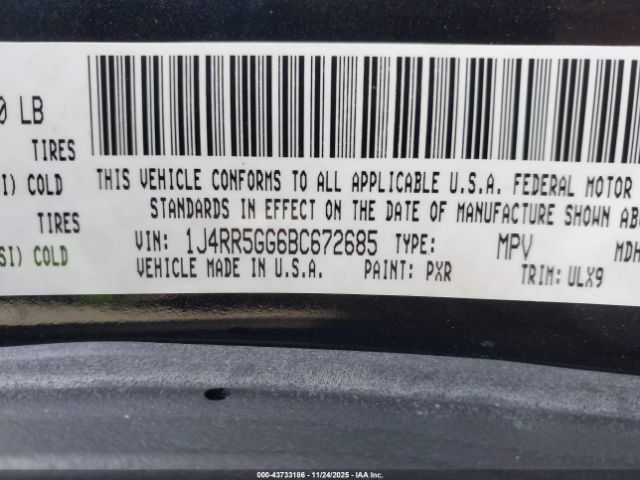 0 LB
TIRES
THIS VEHICLE CONFORMS TO ALL APPLICABLE U.S.A. FEDERAL MOTOR
I) COLD
STANDARDS IN EFFECT ON THE DATE OF MANUFACTURE SHOWN AB
TIRES
VIN: 1J4RR5GG6BC672685 TYPE: MPV MDH
SI) COLD
VEHICLE MADE IN U.S.A. PAINT: PXR TRIM: ULX9
000-43733186 - 11/24/2025 - IAAI.COM